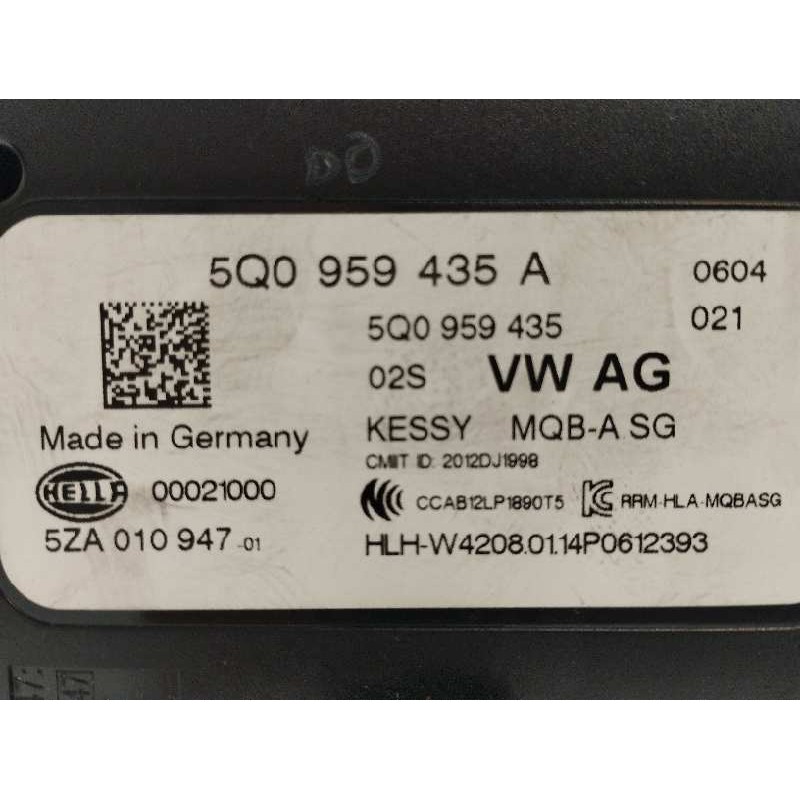 5Q0 959 435 A 0604
5Q0 959 435 021
02S VW AG
Made in Germany KESSY MQB-A SG
CMIIT ID: 2012DJ1998
HELLA 00021000 CCAB12LP1890T5 RRM-HLA-MQBASG
5ZA 010 947 -01 HLH-W4208.01.14P0612393